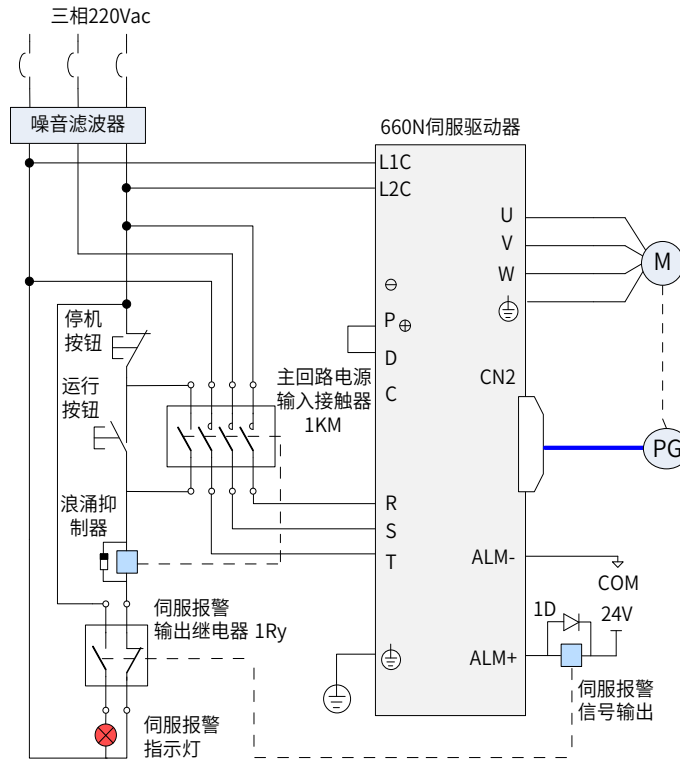 三相220Vac
噪音滤波器
660N伺服驱动器
L1C
L2C
U
V
W
M
⊖
P⊕
D
C
停机
按钮
主回路电源
输入接触器
1KM
CN2
运行
按钮
PG
浪涌抑
制器
R
S
T
ALM-
COM
伺服报警
输出继电器 1Ry
1D
24V
ALM+
伺服报警
信号输出
伺服报警
指示灯